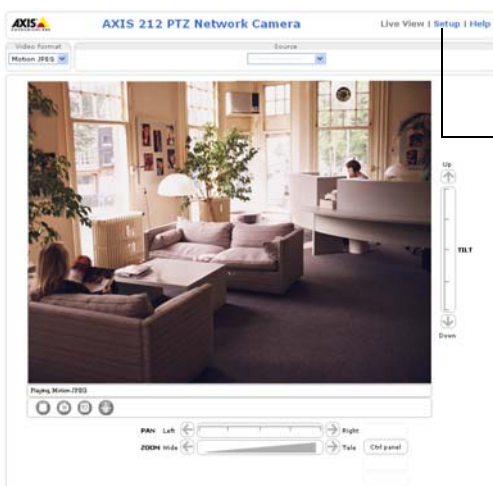 AXIS
AXIS 212 PTZ Network Camera
Live View | Setup | Help
Video Format
Source
Motion JPEG
Up
TILT
Down
Playing Motion JPEG
PAN Left Right
ZOOM Wide Tele
Ctrl panel